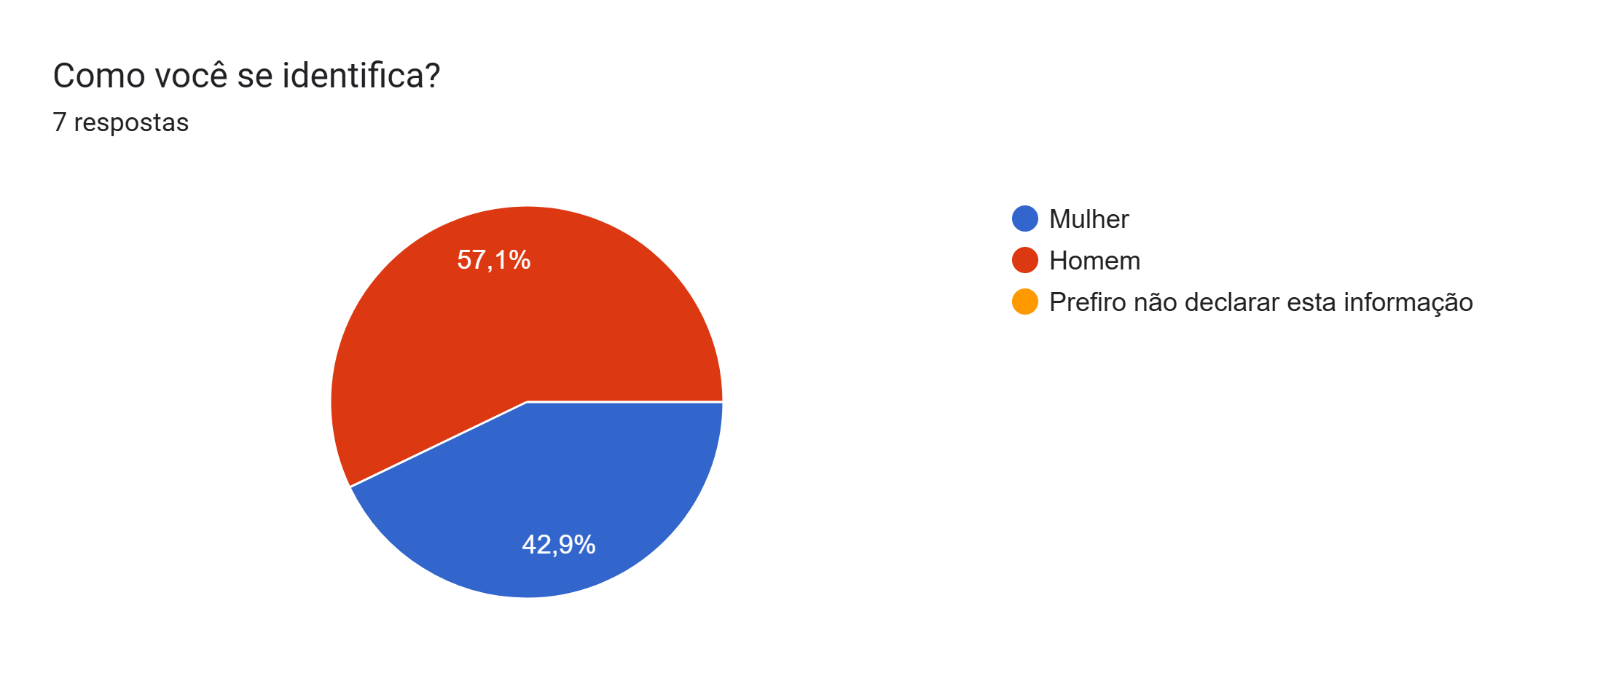 Como você se identifica?
7 respostas
57,1%
42,9%
Mulher
Homem
Prefiro não declarar esta informação